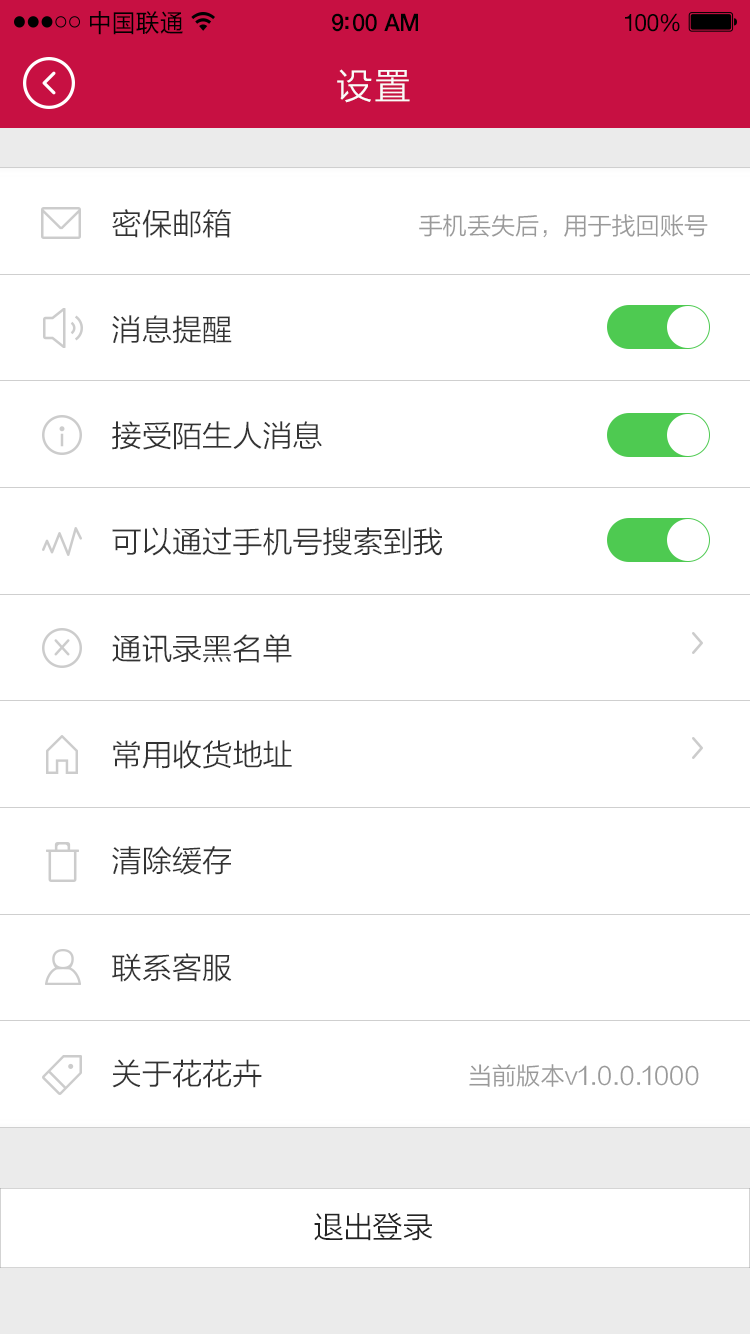 中国联通 9:00 AM 100%
设置
密保邮箱 手机丢失后，用于找回账号
消息提醒
接受陌生人消息
可以通过手机号搜索到我
通讯录黑名单
常用收货地址
清除缓存
联系客服
关于花花卉 当前版本v1.0.0.1000
退出登录